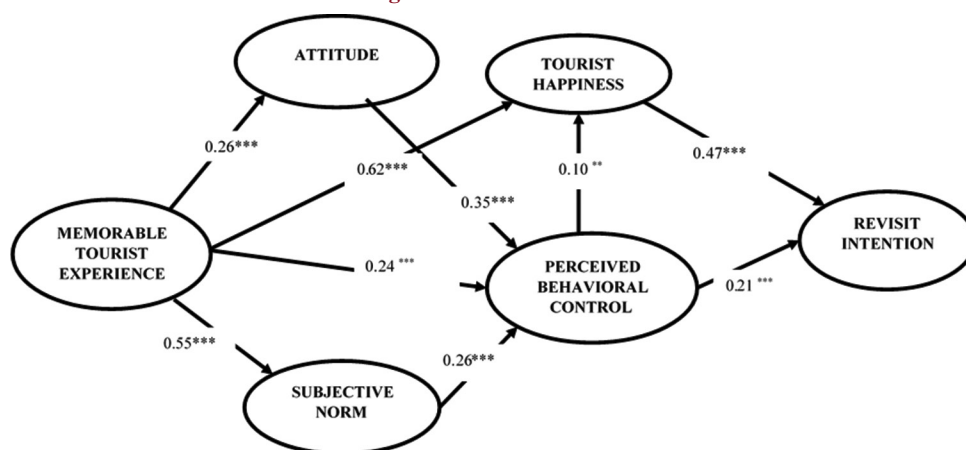 ATTITUDE
TOURIST
HAPPINESS
0.26***
0.62***
0.10 **
0.47***
0.35***
MEMORABLE
TOURIST
EXPERIENCE
REVISIT
INTENTION
0.24 ***
PERCEIVED
BEHAVIORAL
CONTROL
0.21 ***
0.55***
0.26***
SUBJECTIVE
NORM